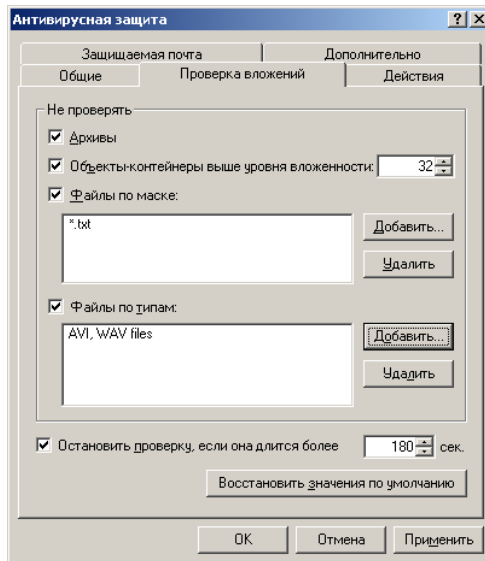 Антивирусная защита
Защищаемая почта Дополнительно
Общие Проверка вложений Действия
Не проверять
Архивы
Объекты-контейнеры выше уровня вложенности: 32
Файлы по маске:
*.txt
Добавить...
Удалить
Файлы по типам:
AVI, WAV files
Добавить...
Удалить
Остановить проверку, если она длится более 180 сек.
Восстановить значения по умолчанию
OK Отмена Применить